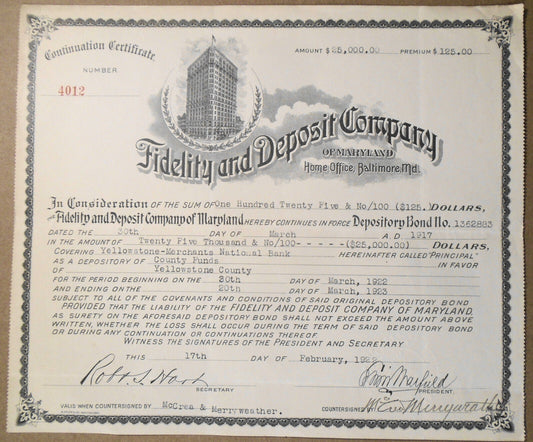 Continuation Certificate
NUMBER
4012
AMOUNT $25,000.00 PREMIUM $125.00
Fidelity and Deposit Company
OF MARYLAND
Home Office, Baltimore, Md.
In Consideration OF THE SUM OF One Hundred Twenty Five & No/100 ($125.) DOLLARS,
THE Fidelity and Deposit Company of Maryland HEREBY CONTINUES IN FORCE Depository Bond No. 1362883
DATED THE 30th DAY OF March A.D 1917
IN THE AMOUNT OF Twenty Five Thousand & No/100- - - - -($25,000.00) DOLLARS,
COVERING Yellowstone-Merchants National Bank HEREINAFTER CALLED "PRINCIPAL"
AS A DEPOSITORY OF County Funds IN FAVOR
OF Yellowstone County
FOR THE PERIOD BEGINNING ON THE 20th DAY OF March, 1922
AND ENDING ON THE 20th DAY OF March, 1923
SUBJECT TO ALL OF THE COVENANTS AND CONDITIONS OF SAID ORIGINAL DEPOSITORY BOND
PROVIDED THAT THE LIABILITY OF THE FIDELITY AND DEPOSIT COMPANY OF MARYLAND,
AS SURETY ON THE AFORESAID DEPOSITORY BOND SHALL NOT EXCEED THE AMOUNT ABOVE
WRITTEN, WHETHER THE LOSS SHALL OCCUR DURING THE TERM OF SAID DEPOSITORY BOND
OR DURING ANY CONTINUATION OR CONTINUATIONS THEREOF.
WITNESS THE SIGNATURES OF THE PRESIDENT AND SECRETARY
THIS 17th DAY OF February, 1922
Robt. S. Hart
SECRETARY
Warfield
PRESIDENT
VALID WHEN COUNTERSIGNED BY McCrea & Merryweather. COUNTERSIGNED BY